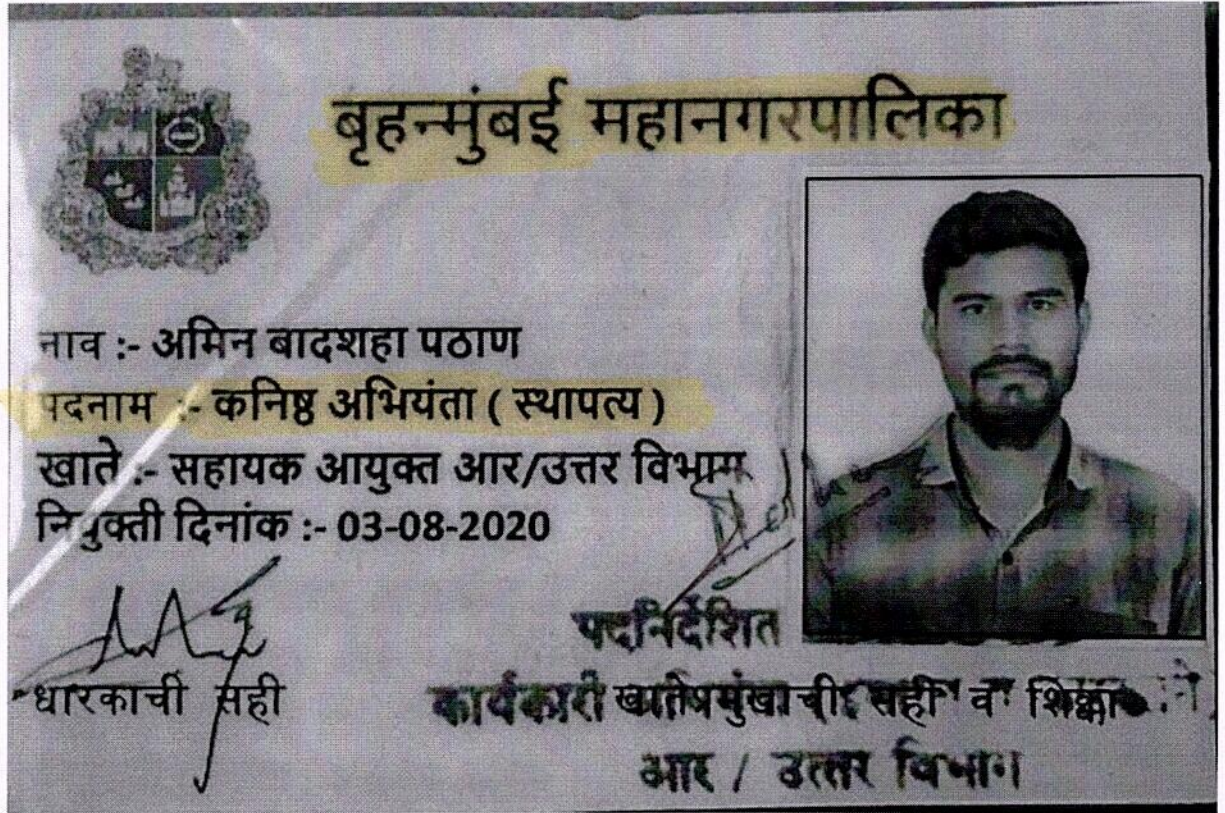 बृहन्मुंबई महानगरपालिका
नाव :- अमिन बादशहा पठाण
पदनाम :- कनिष्ठ अभियंता ( स्थापत्य )
खाते :- सहायक आयुक्त आर/उत्तर विभाग
नियुक्ती दिनांक :- 03-08-2020
पदनिर्देशित
धारकाची सही
कार्यकारी खातेप्रमुखाची सही व शिक्का
आर / उत्तर विभाग